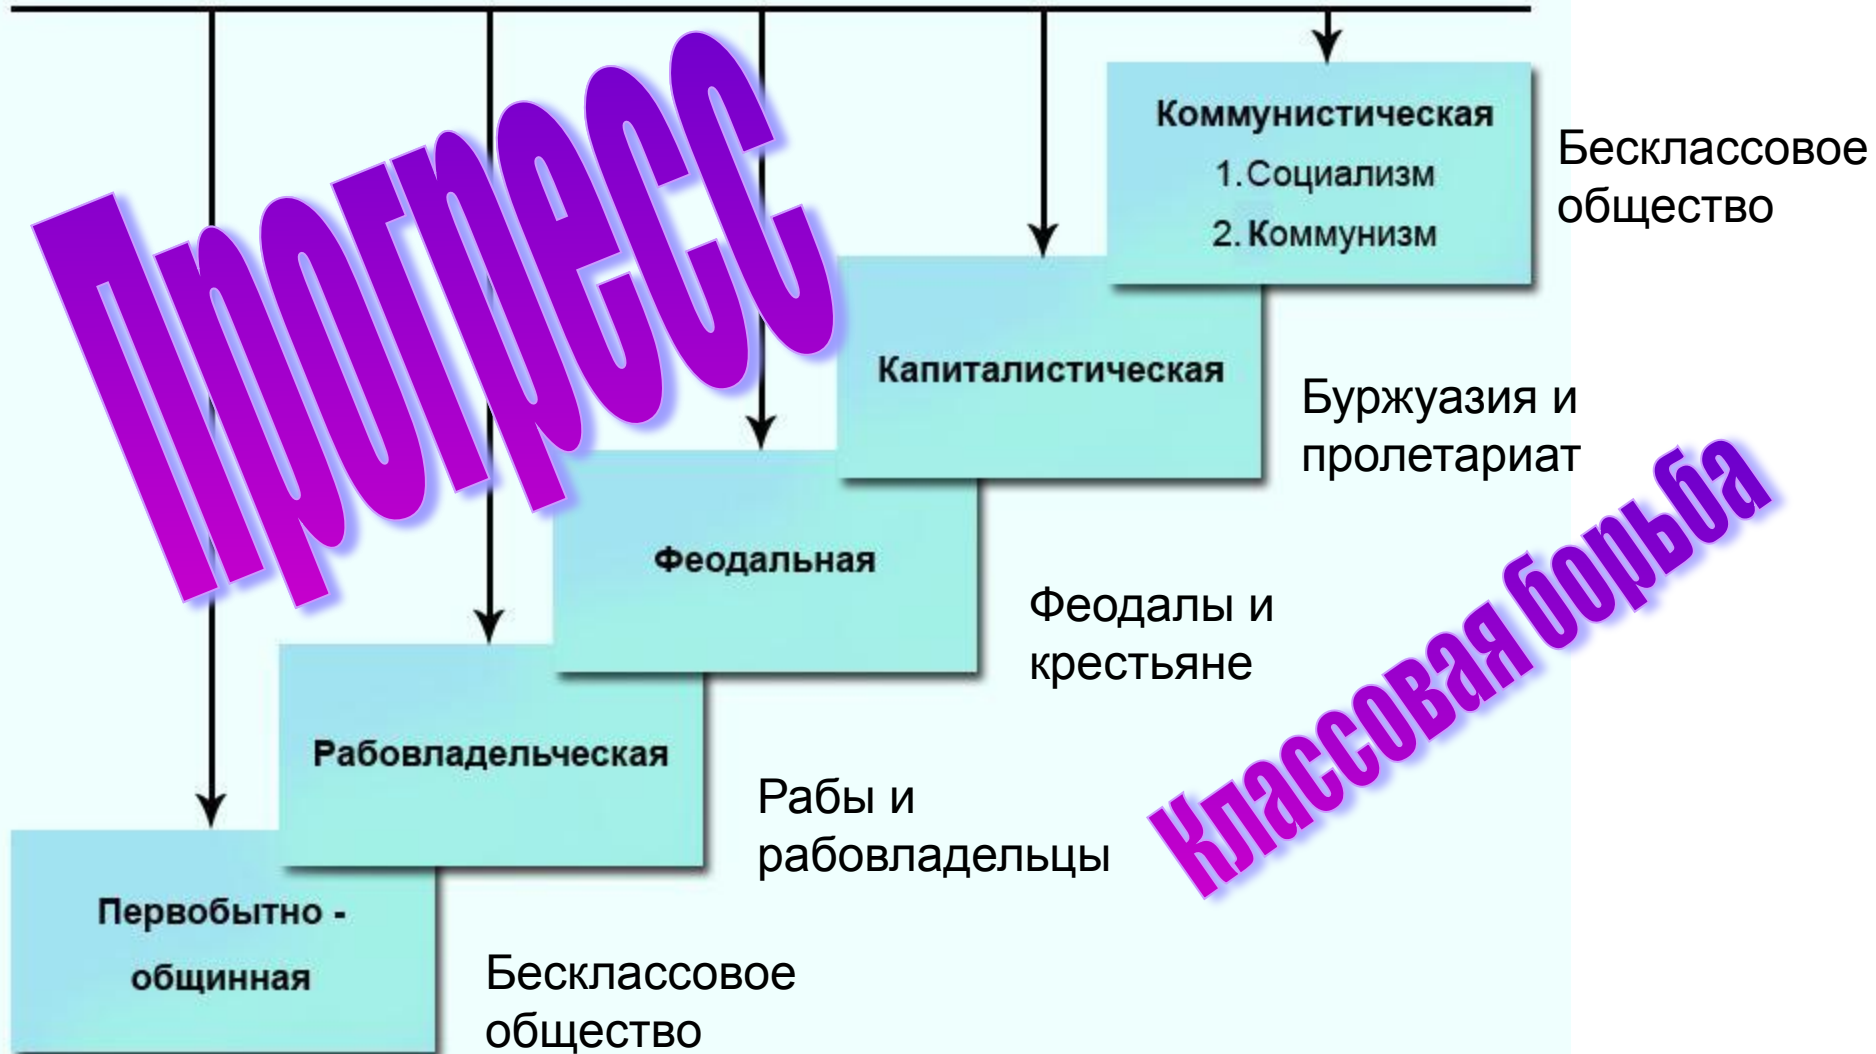 Прогресс
Коммунистическая
1.Социализм
2. Коммунизм
Бесклассовое
общество
Капиталистическая
Буржуазия и
пролетариат
Феодальная
Феодалы и
крестьяне
Классовая борьба
Рабовладельческая
Рабы и
рабовладельцы
Первобытно -
общинная
Бесклассовое
общество